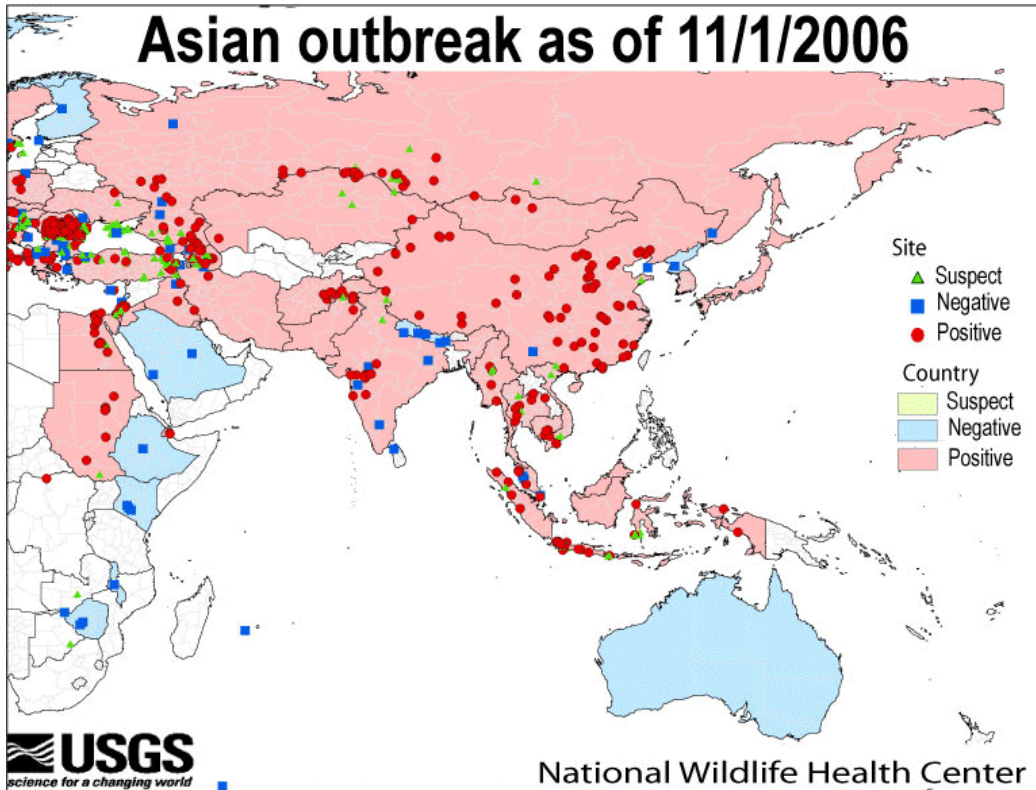 Asian outbreak as of 11/1/2006
Site
Suspect
Negative
Positive
Country
Suspect
Negative
Positive
USGS
science for a changing world
National Wildlife Health Center